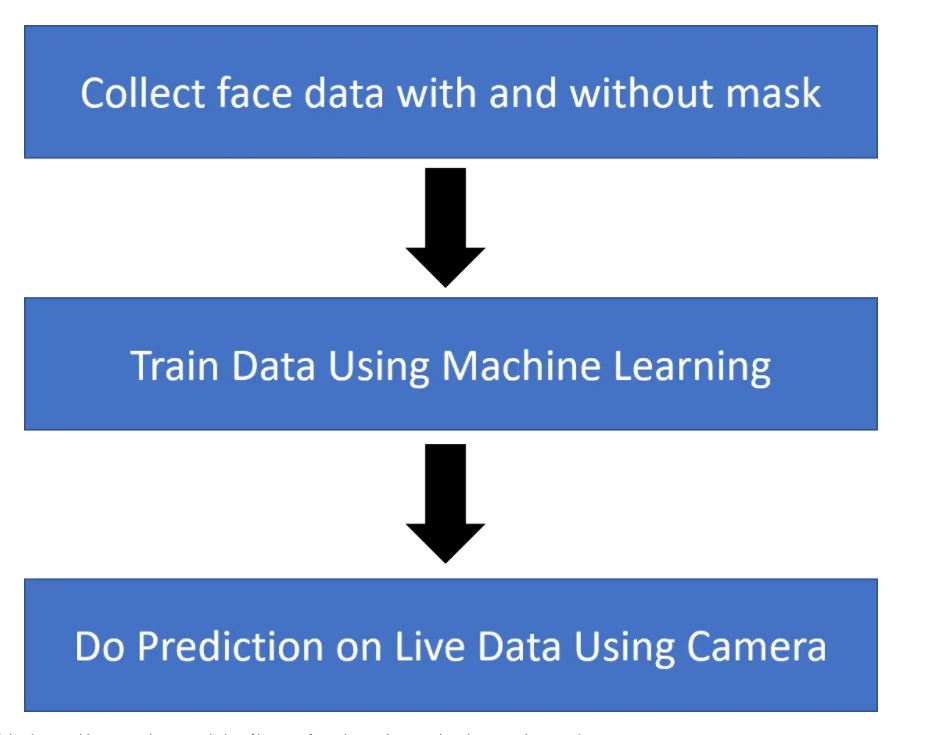 Collect face data with and without mask
Train Data Using Machine Learning
Do Prediction on Live Data Using Camera